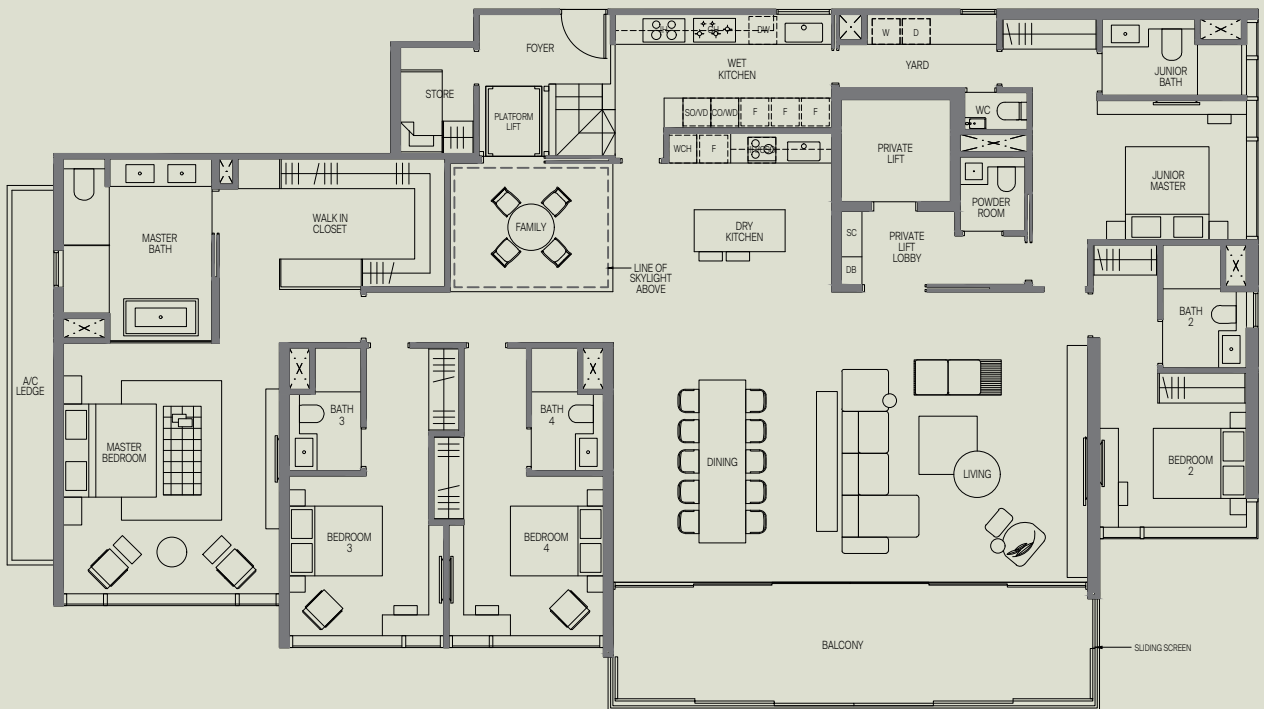 FOYER
DW
W
D
WET
KITCHEN
YARD
JUNIOR
BATH
STORE
PLATFORM
LIFT
SO/VD
CO/WD
F
F
F
WC
WCH
F
PRIVATE
LIFT
JUNIOR
MASTER
POWDER
ROOM
WALK IN
CLOSET
FAMILY
DRY
KITCHEN
SC
PRIVATE
LIFT
LOBBY
MASTER
BATH
LINE OF
SKYLIGHT
ABOVE
DB
BATH
2
A/C
LEDGE
BATH
3
BATH
4
MASTER
BEDROOM
DINING
LIVING
BEDROOM
2
BEDROOM
3
BEDROOM
4
BALCONY
SLIDING SCREEN